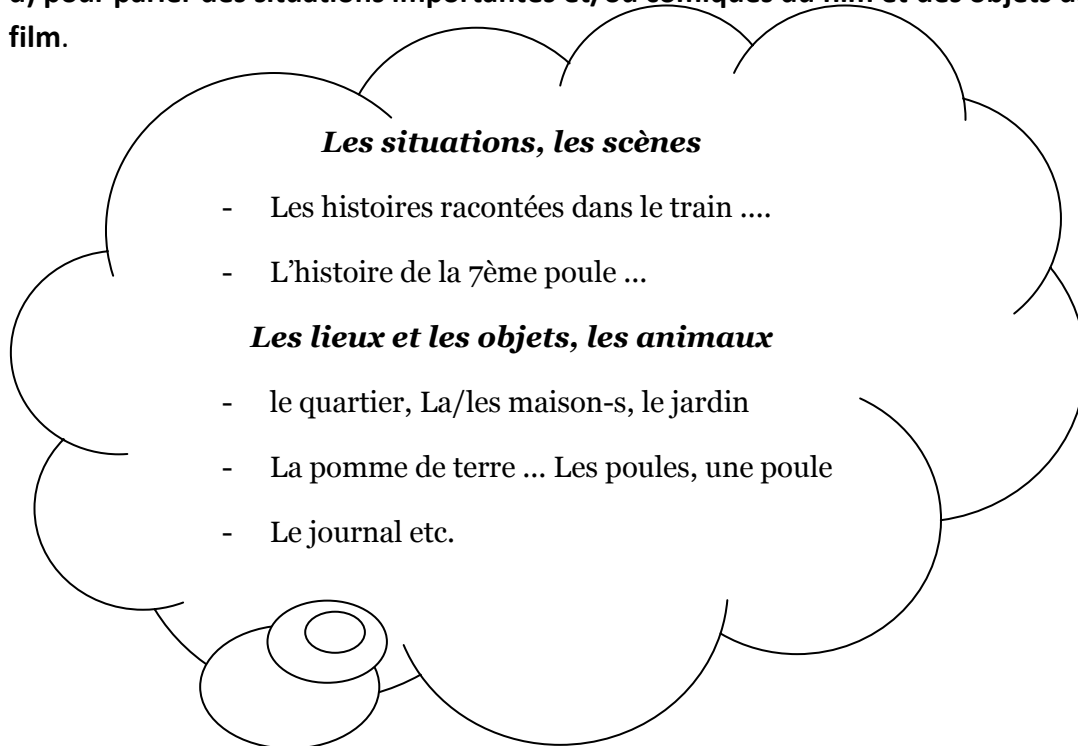 a) pour parler des situations importantes et/ou comiques du film et des objets d
film.
Les situations, les scènes
- Les histoires racontées dans le train ....
- L'histoire de la 7ème poule ...
Les lieux et les objets, les animaux
- le quartier, La/les maison-s, le jardin
- La pomme de terre ... Les poules, une poule
- Le journal etc.